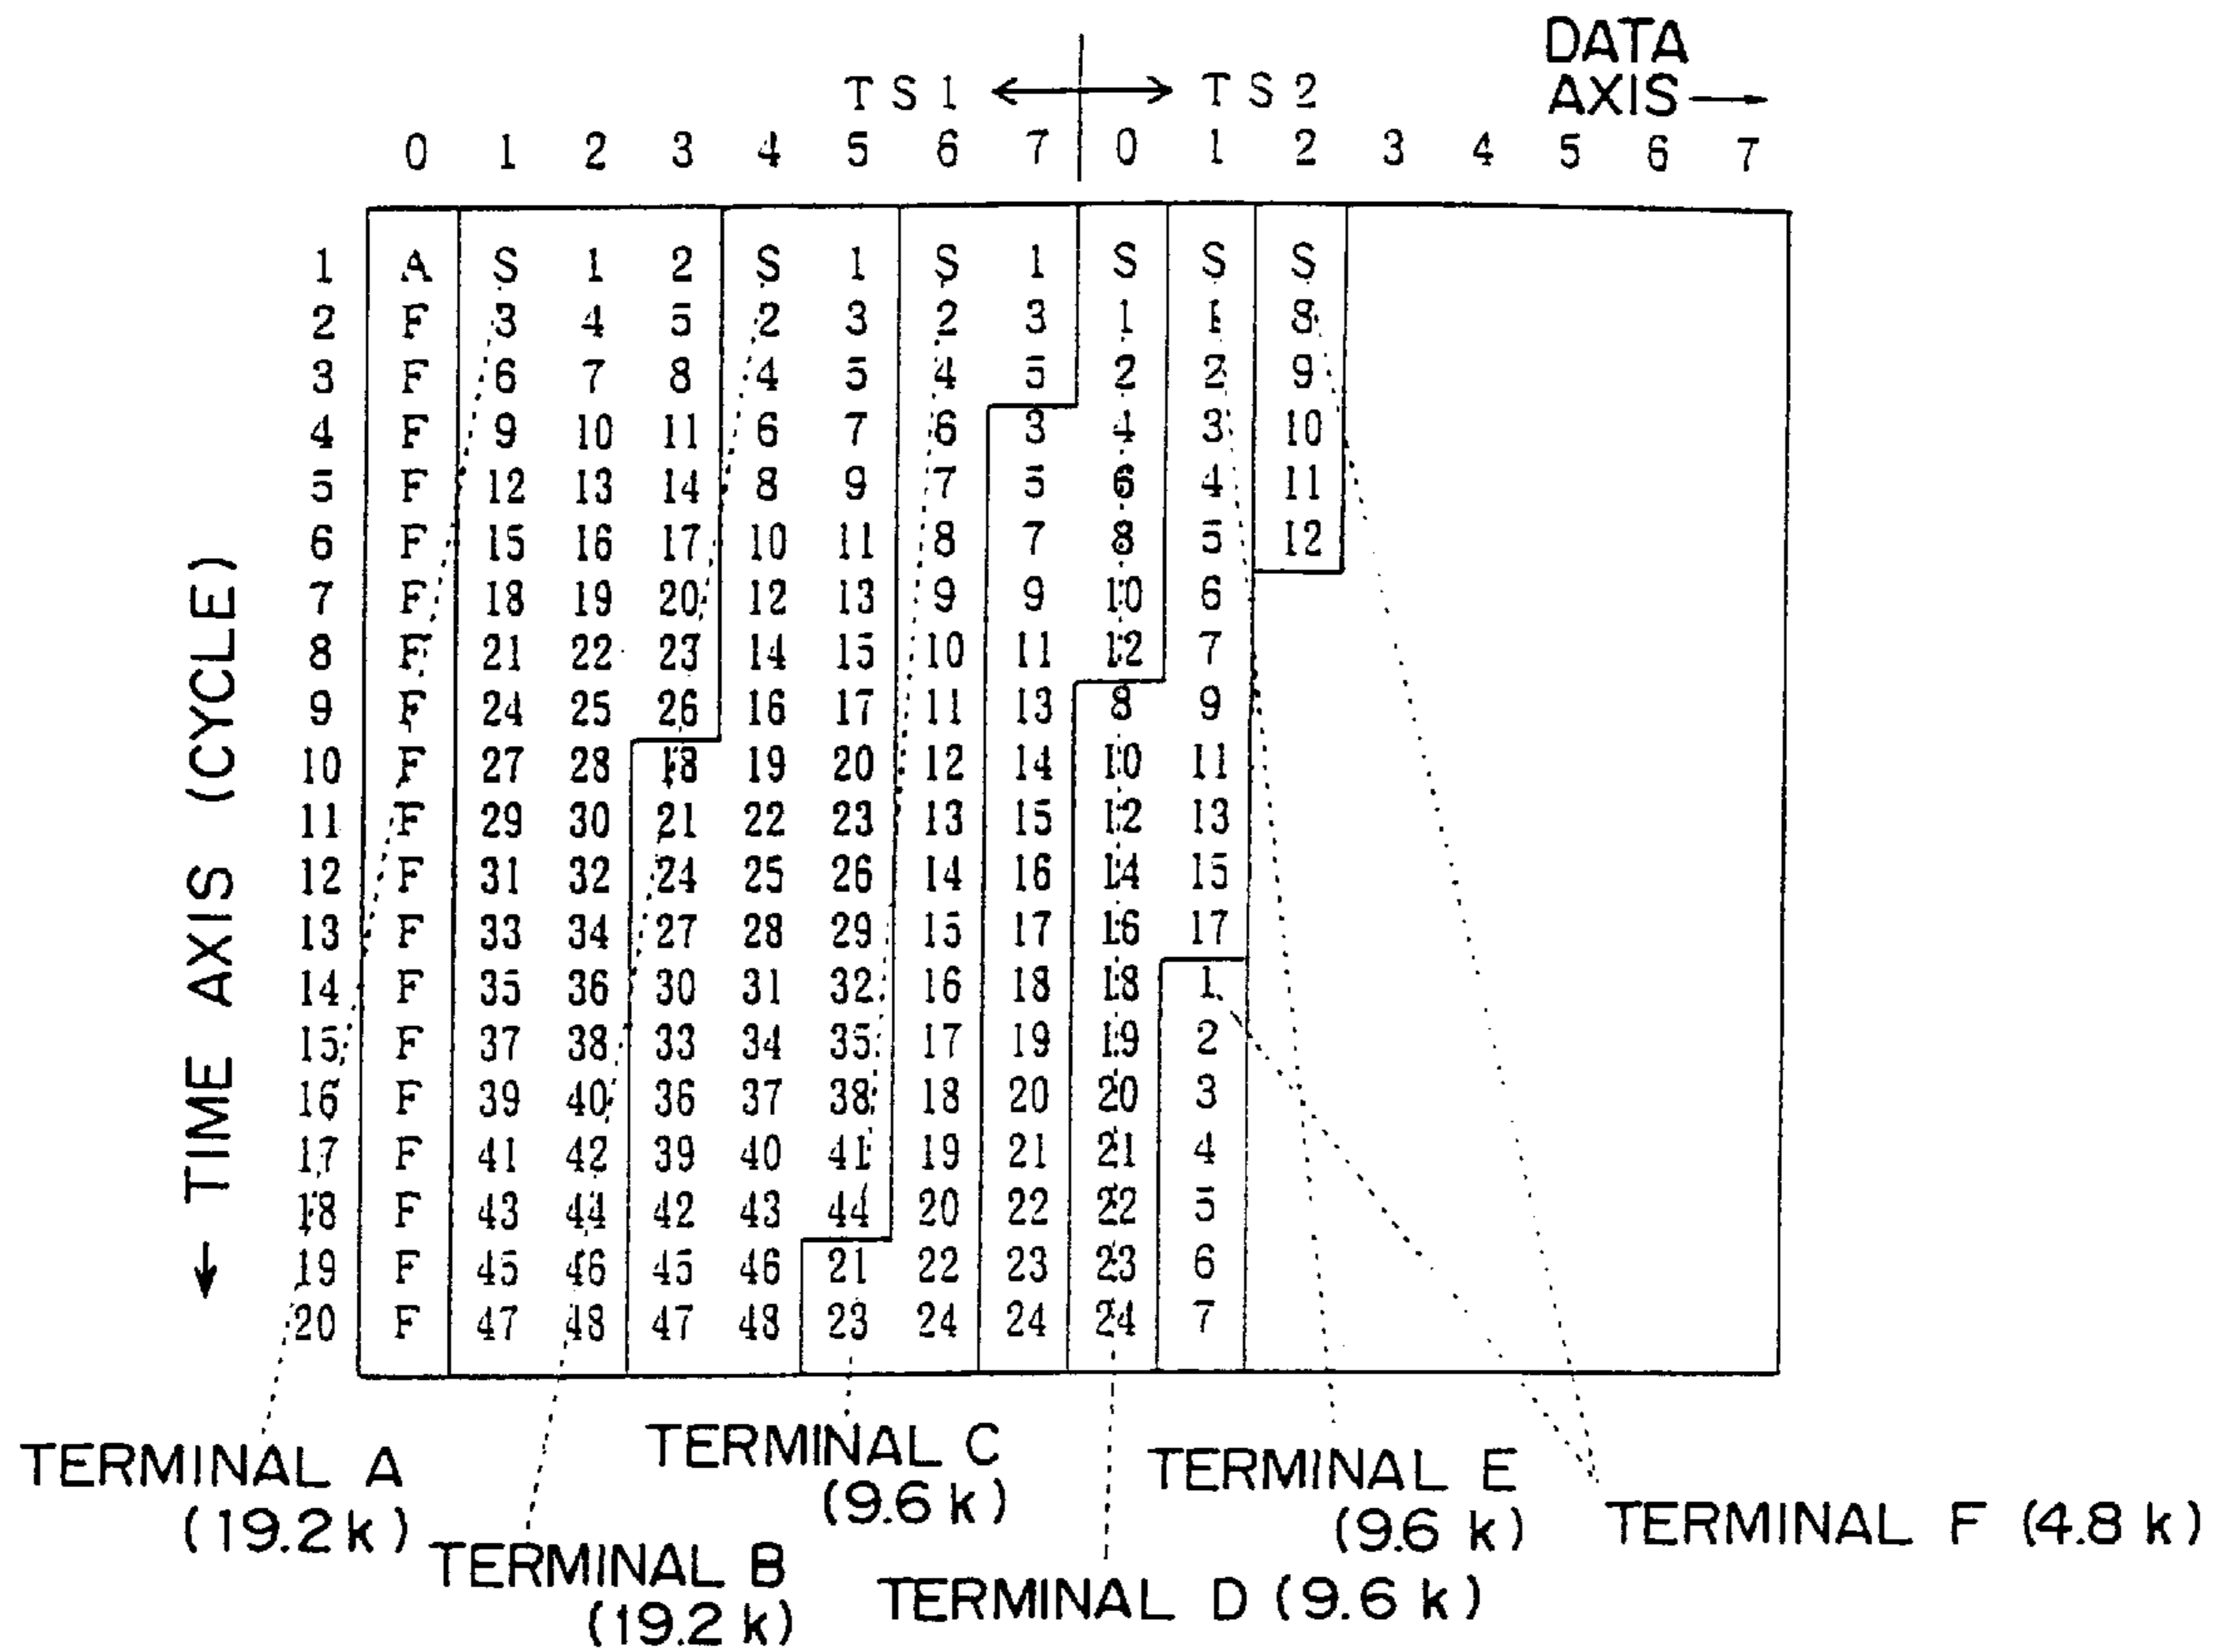 DATA
AXIS
TS1 TS2
0 1 2 3 4 5 6 7 0 1 2 3 4 5 6 7
1 A S 1 2 S 1 S 1 S S S
2 F 3 4 5 2 3 2 3 1 1 8
3 F 6 7 8 4 5 4 5 2 2 9
4 F 9 10 11 6 7 6 3 4 3 10
5 F 12 13 14 8 9 7 5 6 4 11
6 F 15 16 17 10 11 8 7 8 5 12
7 F 18 19 20 12 13 9 9 10 6
8 F 21 22 23 14 15 10 11 12 7
9 F 24 25 26 16 17 11 13 8 9
10 F 27 28 18 19 20 12 14 10 11
11 F 29 30 21 22 23 13 15 12 13
12 F 31 32 24 25 26 14 16 14 15
13 F 33 34 27 28 29 15 17 16 17
14 F 35 36 30 31 32 16 18 18 1
15 F 37 38 33 34 35 17 19 19 2
16 F 39 40 36 37 38 18 20 20 3
17 F 41 42 39 40 41 19 21 21 4
18 F 43 44 42 43 44 20 22 22 5
19 F 45 46 45 46 21 22 23 23 6
20 F 47 48 47 48 23 24 24 24 7
TIME AXIS (CYCLE)
TERMINAL A
(19.2k)
TERMINAL B
(19.2k)
TERMINAL C
(9.6k)
TERMINAL D (9.6k)
TERMINAL E
(9.6k)
TERMINAL F (4.8k)